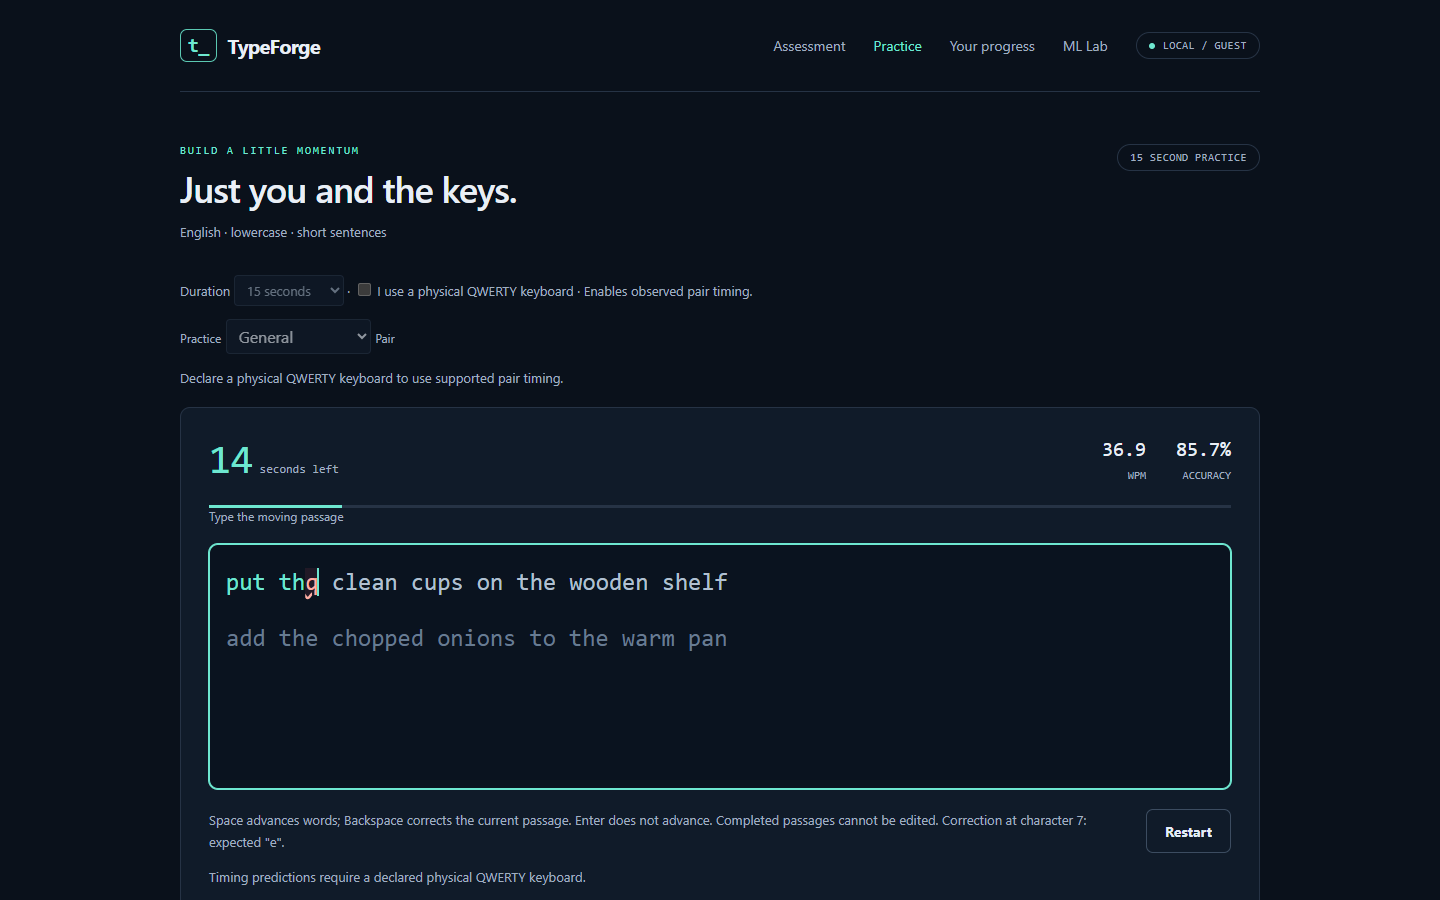 t_ TypeForge Assessment Practice Your progress ML Lab LOCAL / GUEST
BUILD A LITTLE MOMENTUM
15 SECOND PRACTICE
Just you and the keys.
English · lowercase · short sentences
Duration 15 seconds · I use a physical QWERTY keyboard · Enables observed pair timing.
Practice General Pair
Declare a physical QWERTY keyboard to use supported pair timing.
14 seconds left
36.9 85.7%
WPM ACCURACY
Type the moving passage
put thq clean cups on the wooden shelf
add the chopped onions to the warm pan
Space advances words; Backspace corrects the current passage. Enter does not advance. Completed passages cannot be edited. Correction at character 7:
expected "e".
Restart
Timing predictions require a declared physical QWERTY keyboard.